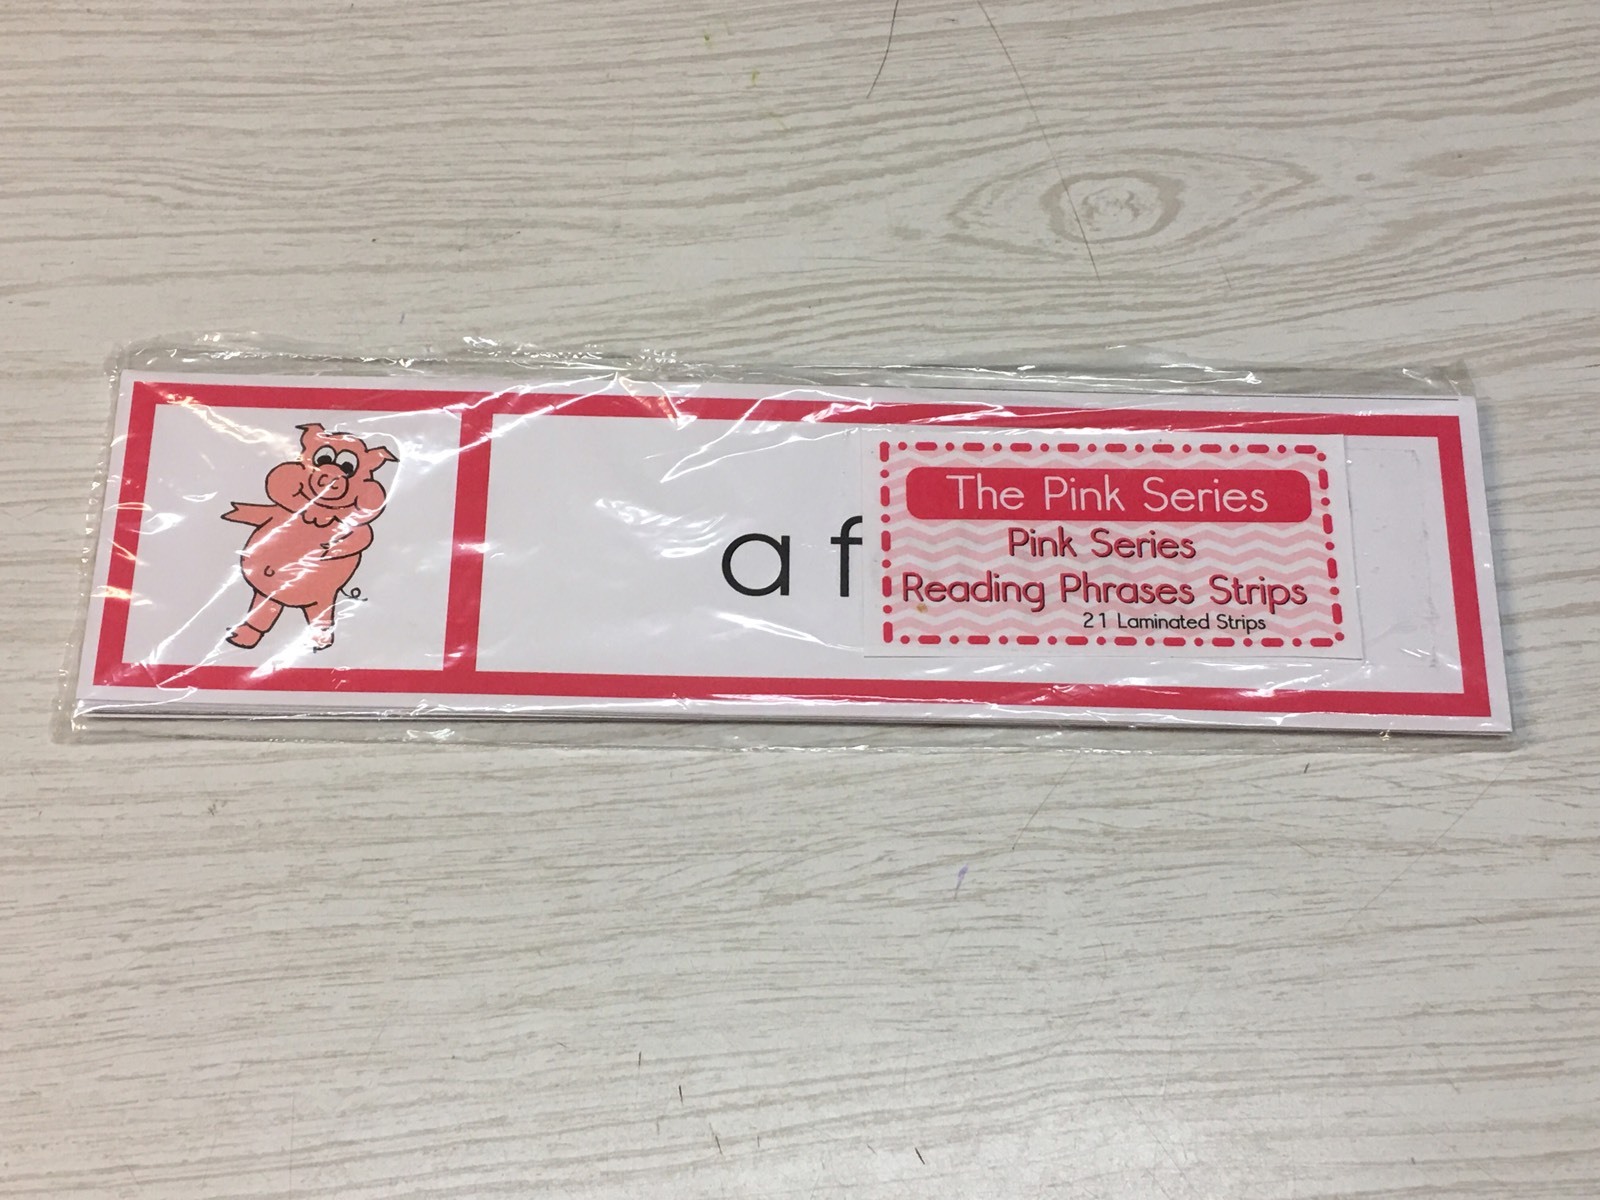 a f
The Pink Series
Pink Series
Reading Phrases Strips
21 Laminated Strips